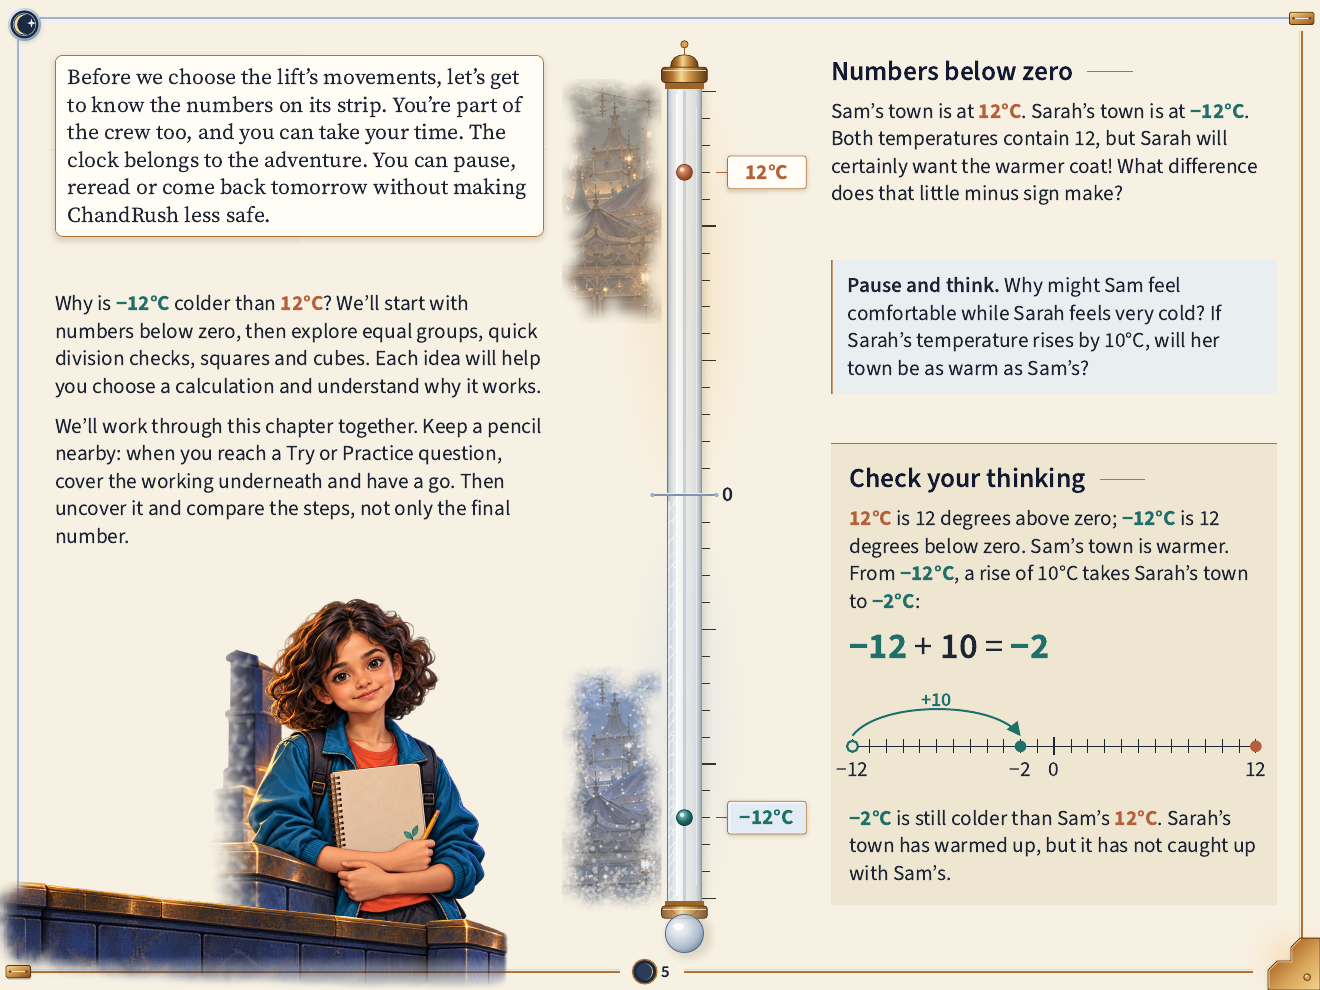 Before we choose the lift’s movements, let’s get
to know the numbers on its strip. You’re part of
the crew too, and you can take your time. The
clock belongs to the adventure. You can pause,
reread or come back tomorrow without making
ChandRush less safe.
Why is −12°C colder than 12°C? We’ll start with
numbers below zero, then explore equal groups, quick
division checks, squares and cubes. Each idea will help
you choose a calculation and understand why it works.
We’ll work through this chapter together. Keep a pencil
nearby: when you reach a Try or Practice question,
cover the working underneath and have a go. Then
uncover it and compare the steps, not only the final
number.
12°C
0
−12°C
Numbers below zero
Sam’s town is at 12°C. Sarah’s town is at −12°C.
Both temperatures contain 12, but Sarah will
certainly want the warmer coat! What difference
does that little minus sign make?
Pause and think. Why might Sam feel
comfortable while Sarah feels very cold? If
Sarah’s temperature rises by 10°C, will her
town be as warm as Sam’s?
Check your thinking
12°C is 12 degrees above zero; −12°C is 12
degrees below zero. Sam’s town is warmer.
From −12°C, a rise of 10°C takes Sarah’s town
to −2°C:
−12 + 10 = −2
+10
−12 −2 0 12
−2°C is still colder than Sam’s 12°C. Sarah’s
town has warmed up, but it has not caught up
with Sam’s.
5